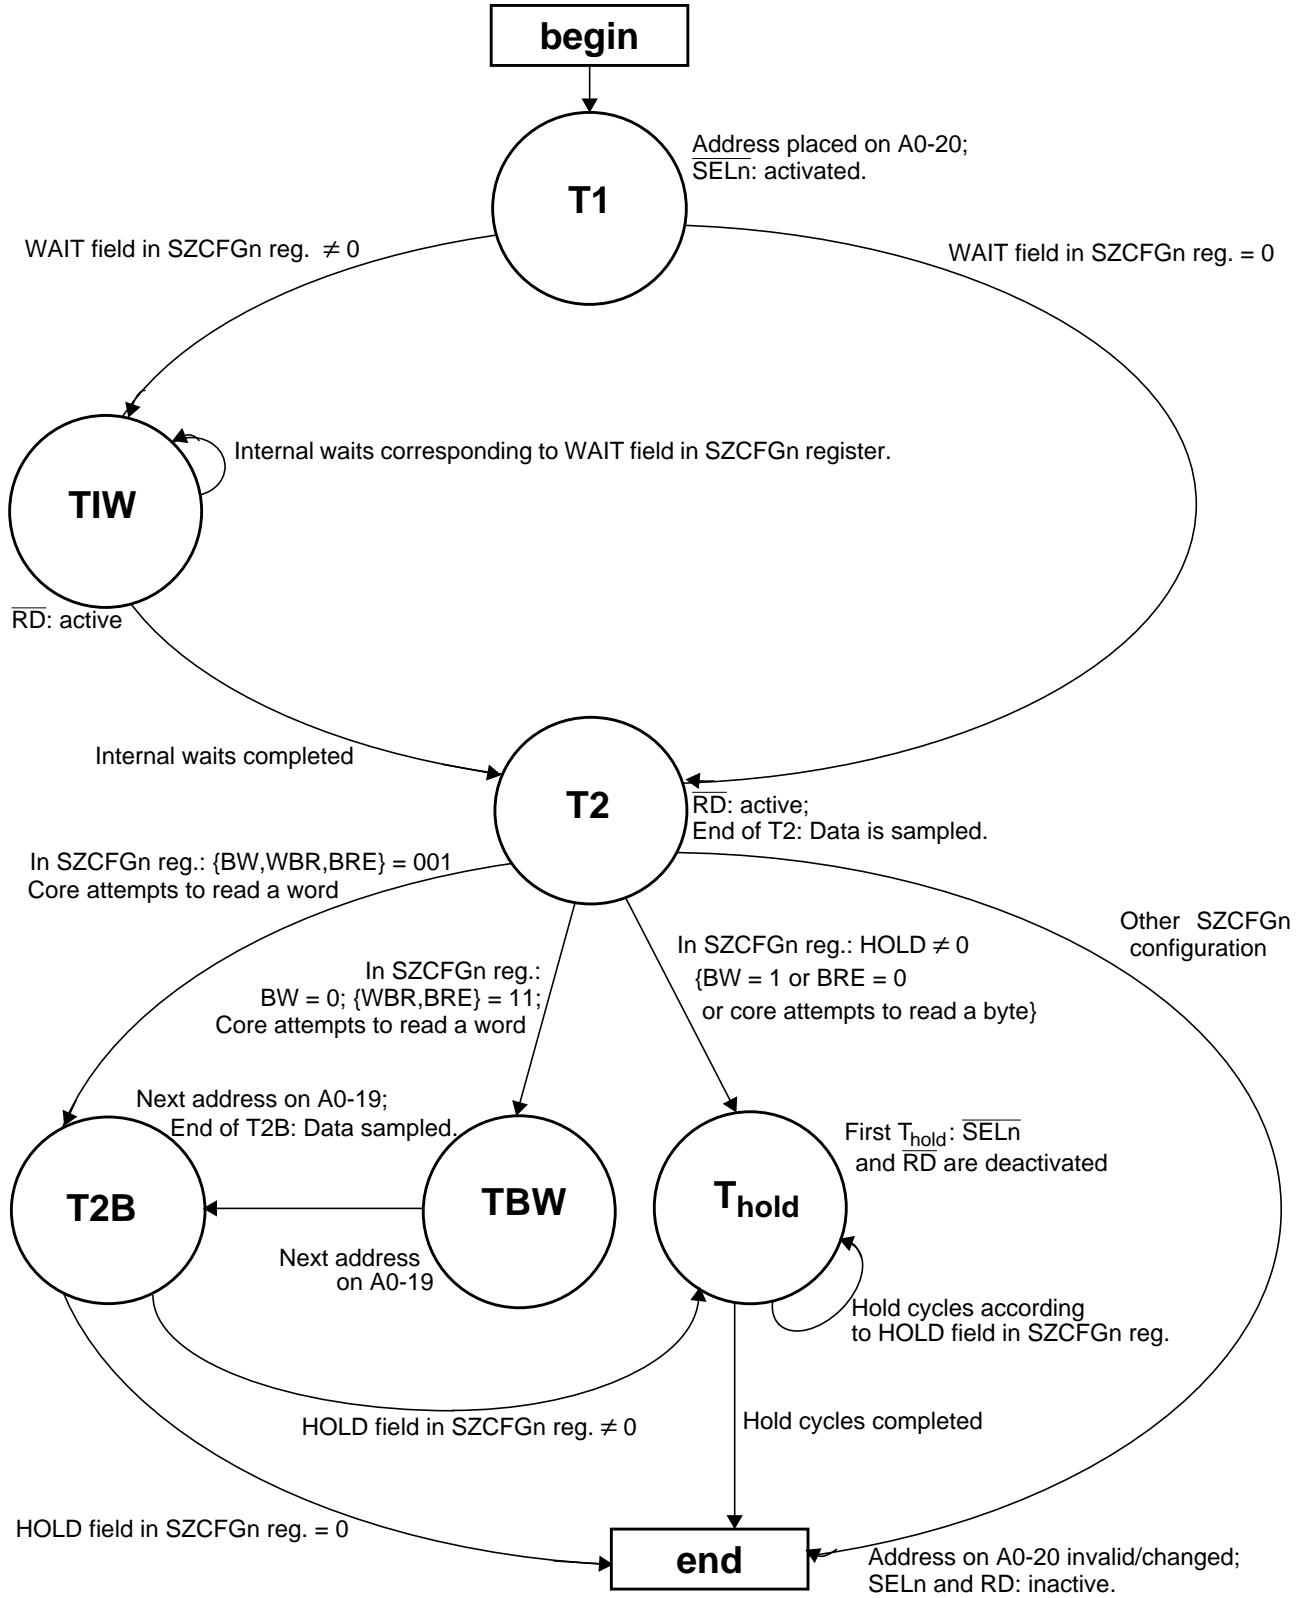 begin
T1
Address placed on A0-20;
SELn: activated.
WAIT field in SZCFGn reg. ≠ 0
WAIT field in SZCFGn reg. = 0
Internal waits corresponding to WAIT field in SZCFGn register.
TIW
RD: active
Internal waits completed
T2
RD: active;
End of T2: Data is sampled.
In SZCFGn reg.: {BW,WBR,BRE} = 001
Core attempts to read a word
In SZCFGn reg.:
BW = 0; {WBR,BRE} = 11;
Core attempts to read a word
In SZCFGn reg.: HOLD ≠ 0
{BW = 1 or BRE = 0
or core attempts to read a byte}
Other SZCFGn
configuration
Next address on A0-19;
End of T2B: Data sampled.
T2B
TBW
Thold
First Thold: SELn
and RD are deactivated
Next address
on A0-19
Hold cycles according
to HOLD field in SZCFGn reg.
HOLD field in SZCFGn reg. ≠ 0
Hold cycles completed
HOLD field in SZCFGn reg. = 0
end
Address on A0-20 invalid/changed;
SELn and RD: inactive.